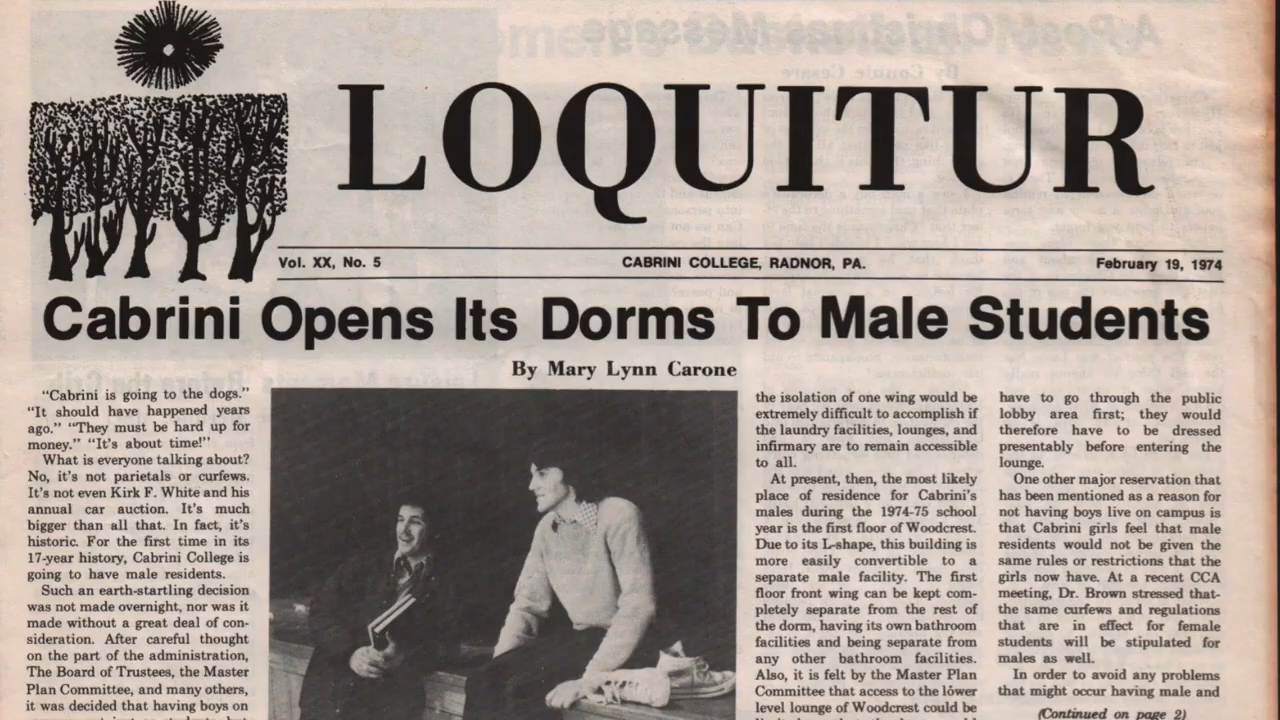 LOQUITUR
Vol. XX, No. 5
CABRINI COLLEGE, RADNOR, PA.
February 19, 1974
Cabrini Opens Its Dorms To Male Students
By Mary Lynn Carone
"Cabrini is going to the dogs."
"It should have happened years
ago." "They must be hard up for
money." "It's about time!"
What is everyone talking about?
No, it's not parietals or curfews.
It's not even Kirk F. White and his
annual car auction. It's much
bigger than all that. In fact, it's
historic. For the first time in its
17-year history, Cabrini College is
going to have male residents.
Such an earth-startling decision
was not made overnight, nor was it
made without a great deal of con-
sideration. After careful thought
on the part of the administration,
The Board of Trustees, the Master
Plan Committee, and many others,
it was decided that having boys on
the isolation of one wing would be
extremely difficult to accomplish if
the laundry facilities, lounges, and
infirmary are to remain accessible
to all.
At present, then, the most likely
place of residence for Cabrini's
males during the 1974-75 school
year is the first floor of Woodcrest.
Due to its L-shape, this building is
more easily convertible to a
separate male facility. The first
floor front wing can be kept com-
pletely separate from the rest of
the dorm, having its own bathroom
facilities and being separate from
any other bathroom facilities.
Also, it is felt by the Master Plan
Committee that access to the lower
level lounge of Woodcrest could be
have to go through the public
lobby area first; they would
therefore have to be dressed
presentably before entering the
lounge.
One other major reservation that
has been mentioned as a reason for
not having boys live on campus is
that Cabrini girls feel that male
residents would not be given the
same rules or restrictions that the
girls now have. At a recent CCA
meeting, Dr. Brown stressed that-
the same curfews and regulations
that are in effect for female
students will be stipulated for
males as well.
In order to avoid any problems
that might occur having male and
(Continued on page 2)